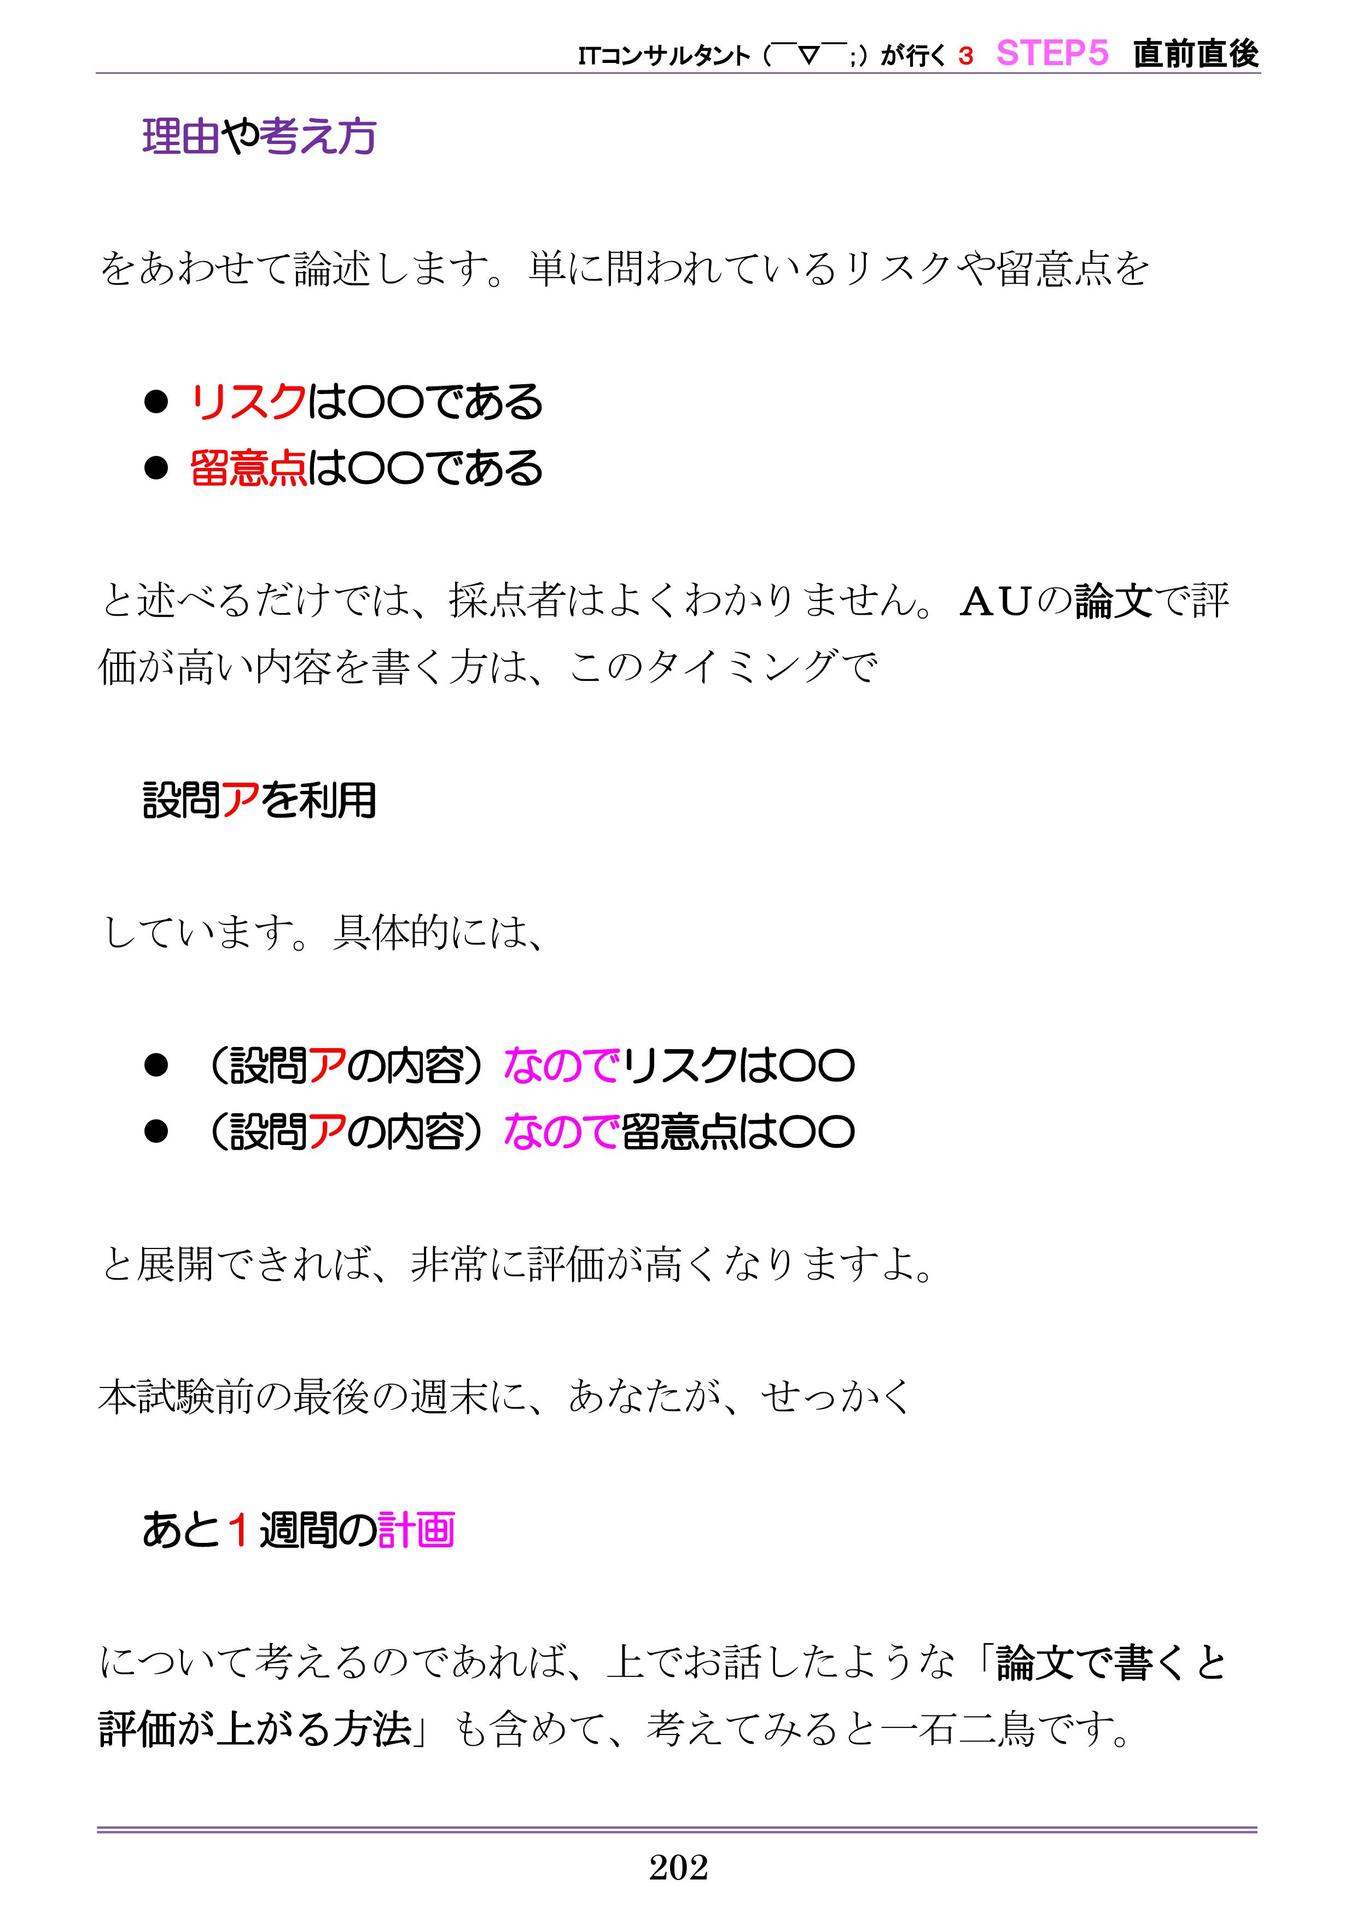 ITコンサルタント（￣▽￣；）が行く 3 STEP5 直前直後
理由や考え方
をあわせて論述します。単に問われているリスクや留意点を
● リスクは〇〇である
● 留意点は〇〇である
と述べるだけでは、採点者はよくわかりません。ＡＵの論文で評
価が高い内容を書く方は、このタイミングで
設問アを利用
しています。具体的には、
● （設問アの内容）なのでリスクは〇〇
● （設問アの内容）なので留意点は〇〇
と展開できれば、非常に評価が高くなりますよ。
本試験前の最後の週末に、あなたが、せっかく
あと１週間の計画
について考えるのであれば、上でお話したような「論文で書くと
評価が上がる方法」も含めて、考えてみると一石二鳥です。
202